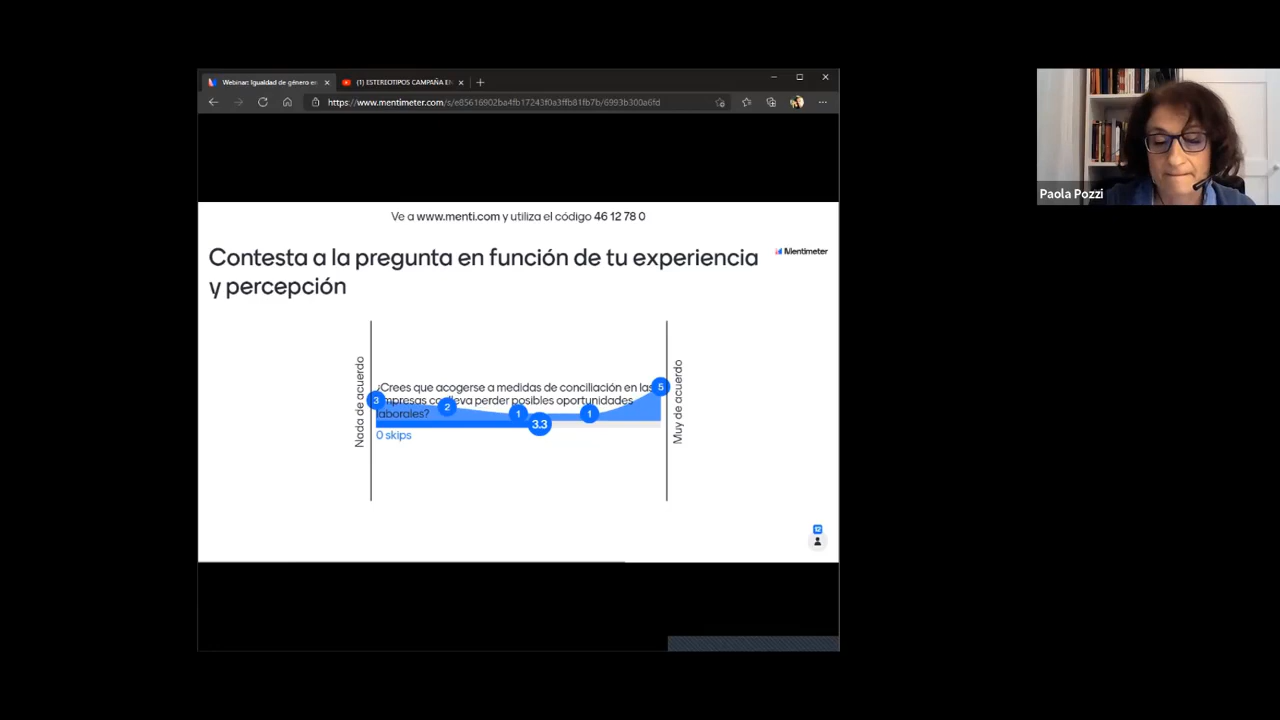 Webinar: Igualdad de género en
(1) ESTEREOTIPOS CAMPAÑA EN
https://www.mentimeter.com/s/e85616902ba4fb17243f0a3ffb81fb7b/6993b300a6fd
Ve a www.menti.com y utiliza el código 46 12 78 0
Contesta a la pregunta en función de tu experiencia
y percepción
Mentimeter
Nada de acuerdo
¿Crees que acogerse a medidas de conciliación en las
empresas conlleva perder posibles oportunidades
laborales?
3
2
1
3.3
1
5
0 skips
Muy de acuerdo
12
Paola Pozzi